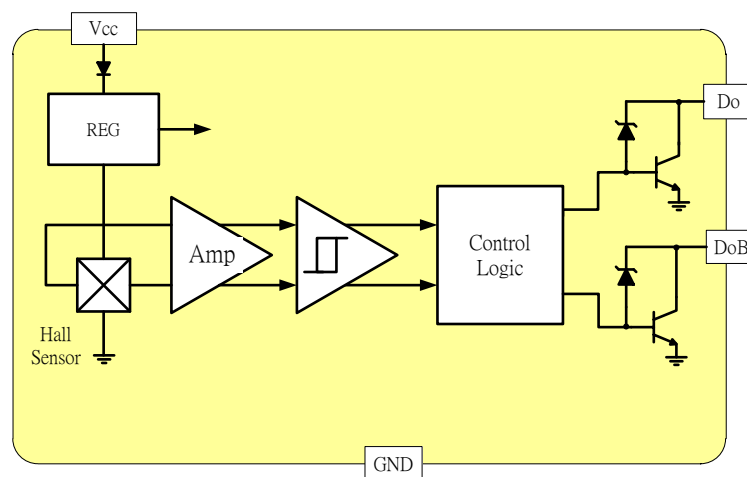 Vcc
Do
REG
DoB
Amp
Control
Logic
Hall
Sensor
GND